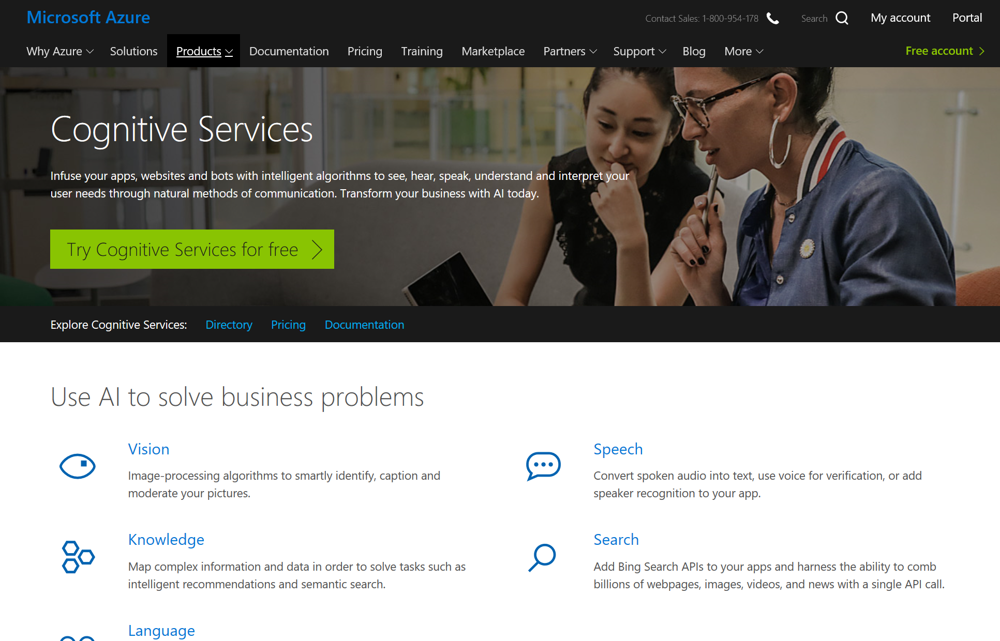 Microsoft Azure
Contact Sales: 1-800-954-178
Search
My account
Portal
Why Azure
Solutions
Products
Documentation
Pricing
Training
Marketplace
Partners
Support
Blog
More
Free account
Cognitive Services
Infuse your apps, websites and bots with intelligent algorithms to see, hear, speak, understand and interpret your
user needs through natural methods of communication. Transform your business with AI today.
Try Cognitive Services for free
Explore Cognitive Services: Directory Pricing Documentation
Use AI to solve business problems
Vision
Image-processing algorithms to smartly identify, caption and
moderate your pictures.
Speech
Convert spoken audio into text, use voice for verification, or add
speaker recognition to your app.
Knowledge
Map complex information and data in order to solve tasks such as
intelligent recommendations and semantic search.
Search
Add Bing Search APIs to your apps and harness the ability to comb
billions of webpages, images, videos, and news with a single API call.
Language